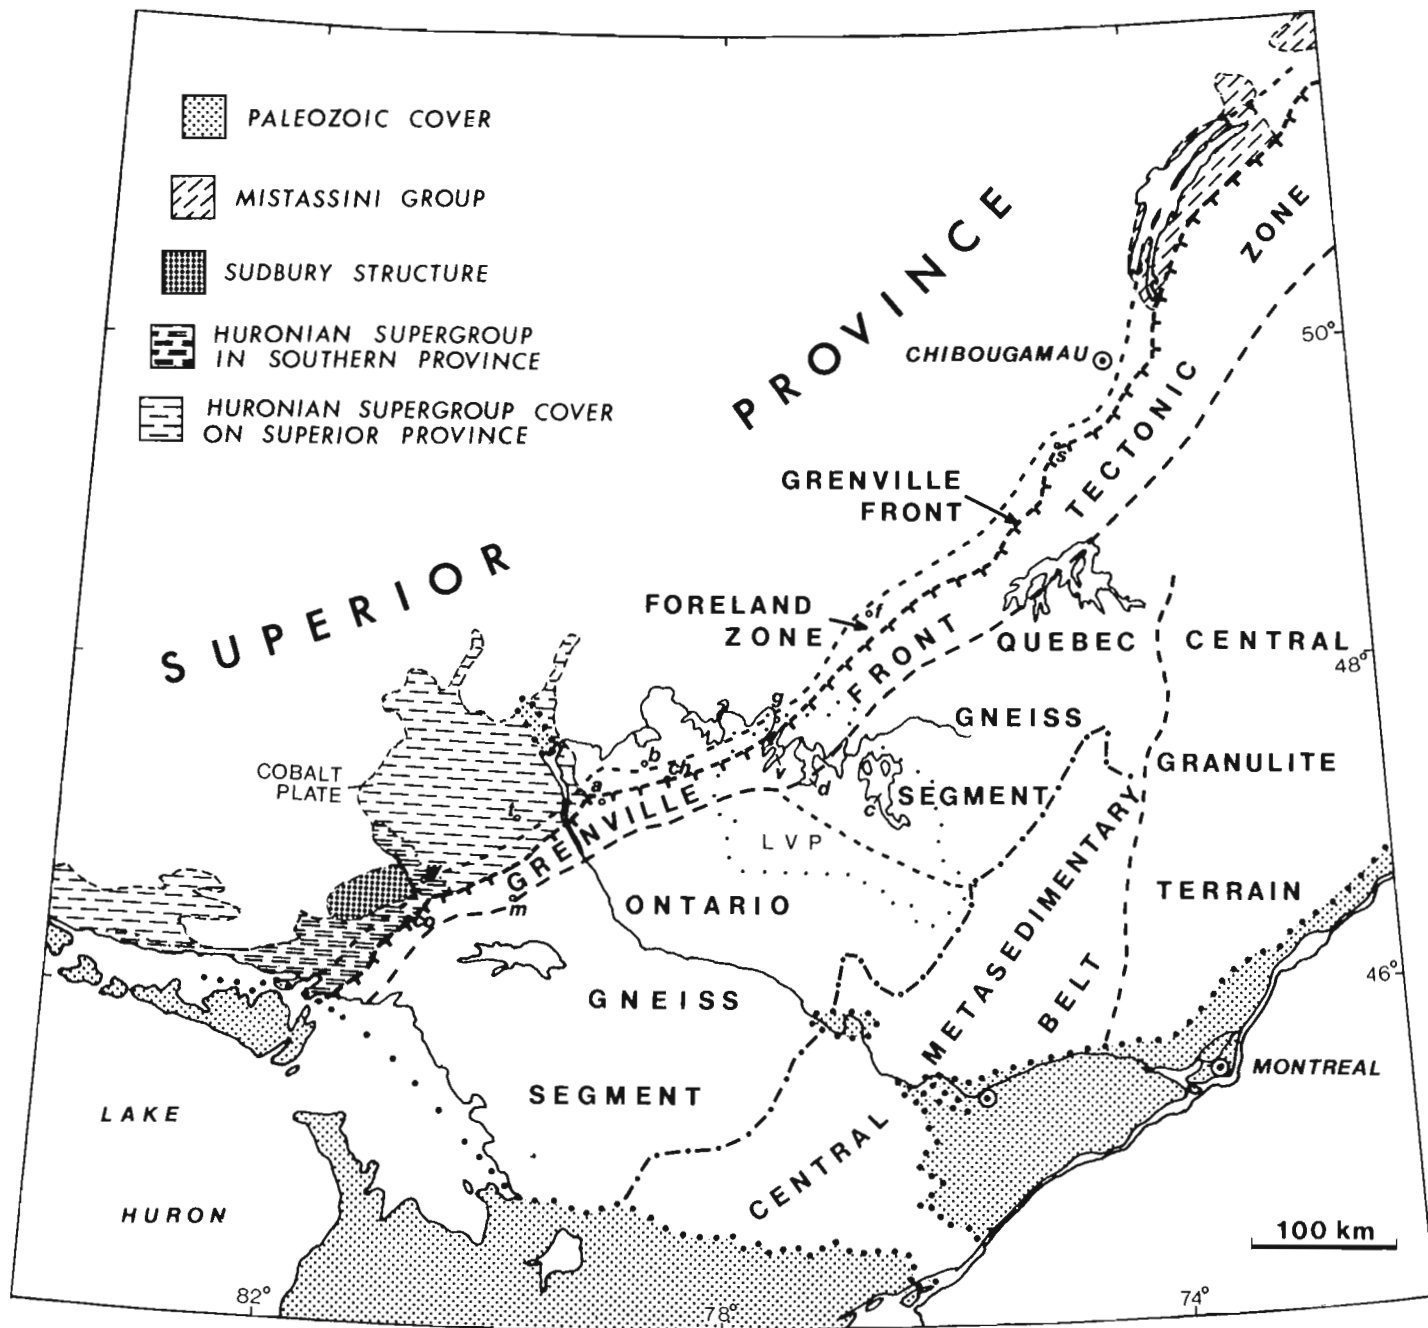 PALEOZOIC COVER
MISTASSINI GROUP
SUDBURY STRUCTURE
HURONIAN SUPERGROUP
IN SOUTHERN PROVINCE
HURONIAN SUPERGROUP COVER
ON SUPERIOR PROVINCE
SUPERIOR PROVINCE
ZONE
50°
CHIBOUGAMAU
TECTONIC
s
GRENVILLE
FRONT
FORELAND
ZONE
f
FRONT
QUEBEC
CENTRAL
48°
g
GNEISS
GRANULITE
COBALT
PLATE
b
ch
a
v
d
c
SEGMENT
t
GRENVILLE
LVP
m
ONTARIO
TERRAIN
METASEDIMENTARY
46°
GNEISS
BELT
SEGMENT
MONTREAL
LAKE
HURON
CENTRAL
100 km
82°
78°
74°